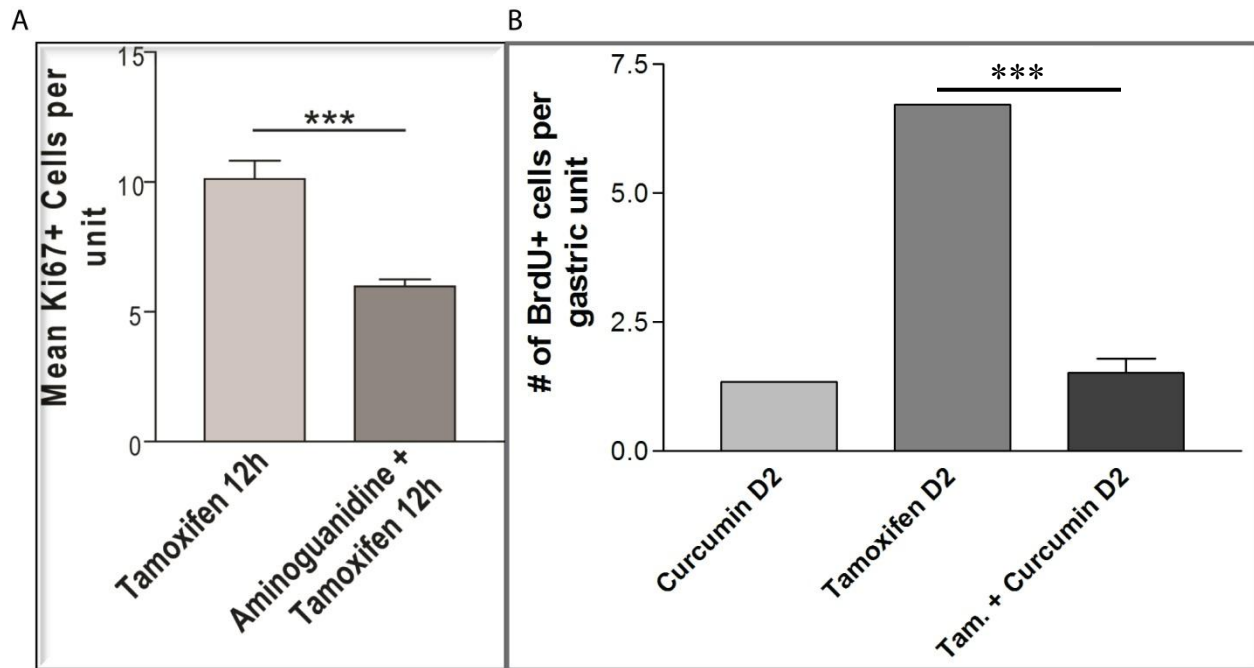 A
Mean Ki67+ Cells per
unit
15
10
5
0
***
Tamoxifen 12h
Aminoguanidine +
Tamoxifen 12h
B
# of BrdU+ cells per
gastric unit
7.5
5.0
2.5
0.0
***
Curcumin D2
Tamoxifen D2
Tam. + Curcumin D2